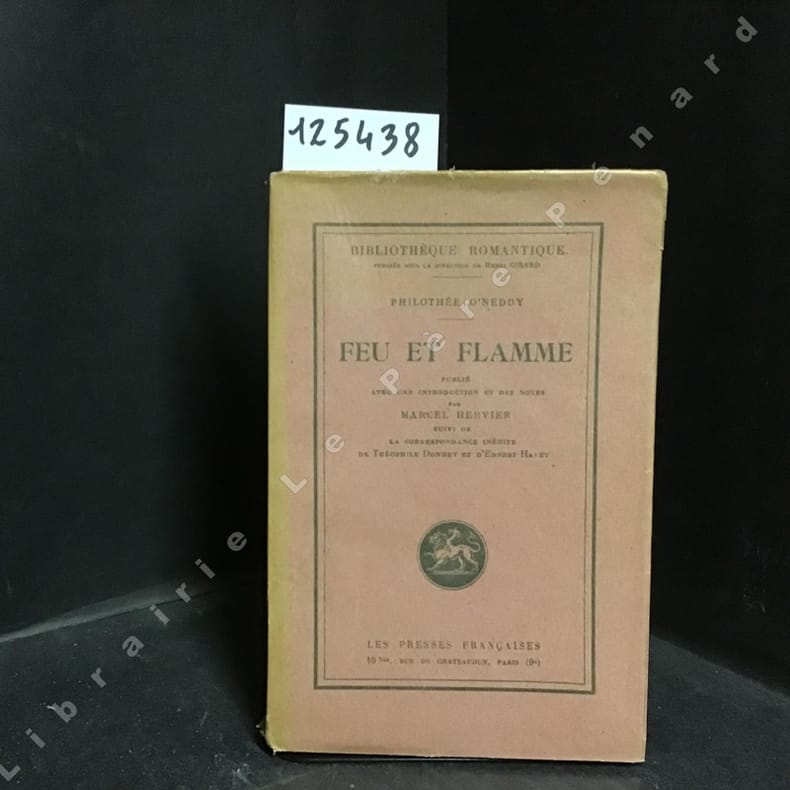 125438
BIBLIOTHÈQUE ROMANTIQUE
PUBLIÉE SOUS LA DIRECTION DE HENRI GIRARD
PHILOTHÉE O'NEDDY
FEU ET FLAMME
PUBLIÉ
AVEC UNE INTRODUCTION ET DES NOTES
PAR
MARCEL HERVIER
SUIVI DE
LA CORRESPONDANCE INÉDITE
DE THÉOPHILE DONDEY ET D'ERNEST HAVET
LES PRESSES FRANÇAISES
10 bis, RUE DE CHATEAUDUN, PARIS (9e)
Librairie Le Père Pénard